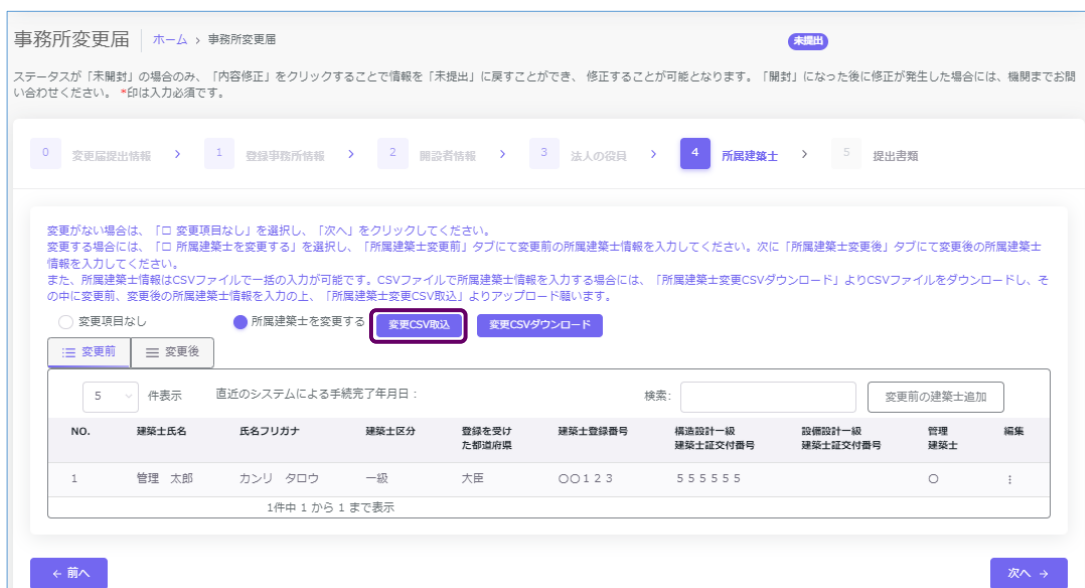 事務所変更届 ホーム › 事務所変更届 未提出
ステータスが「未開封」の場合のみ、「内容修正」をクリックすることで情報を「未提出」に戻すことができ、 修正することが可能となります。「開封」になった後に修正が発生した場合には、機関までお問
い合わせください。 *印は入力必須です。
0 変更届提出情報 › 1 登録事務所情報 › 2 開設者情報 › 3 法人の役員 › 4 所属建築士 › 5 提出書類
変更がない場合は、「□ 変更項目なし」を選択し、「次へ」をクリックしてください。
変更する場合には、「□ 所属建築士を変更する」を選択し、「所属建築士変更前」タブにて変更前の所属建築士情報を入力してください。次に「所属建築士変更後」タブにて変更後の所属建築士
情報を入力してください。
また、所属建築士情報はCSVファイルで一括の入力が可能です。CSVファイルで所属建築士情報を入力する場合には、「所属建築士変更CSVダウンロード」よりCSVファイルをダウンロードし、そ
の中に変更前、変更後の所属建築士情報を入力の上、「所属建築士変更CSV取込」よりアップロード願います。
変更項目なし 所属建築士を変更する 変更CSV取込 変更CSVダウンロード
変更前 変更後
5 件表示 直近のシステムによる手続完了年月日： 検索: 変更前の建築士追加
NO. 建築士氏名 氏名フリガナ 建築士区分 登録を受け 建築士登録番号 構造設計一級 設備設計一級 管理 編集
た都道府県 建築士証交付番号 建築士証交付番号 建築士
1 管理 太郎 カンリ タロウ 一級 大臣 〇〇１２３ ５５５５５５ 〇 ⋮
1件中 1 から 1 まで表示
← 前へ 次へ →